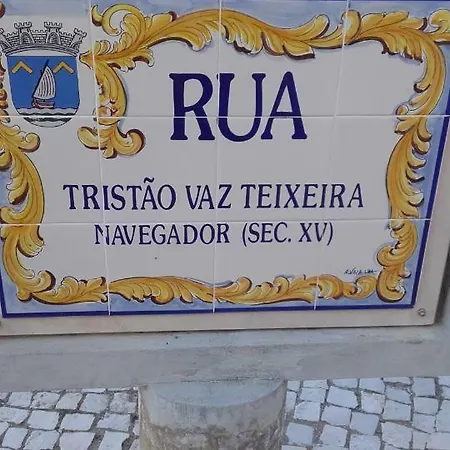 RUA
TRISTÃO VAZ TEIXEIRA
NAVEGADOR (SEC. XV)